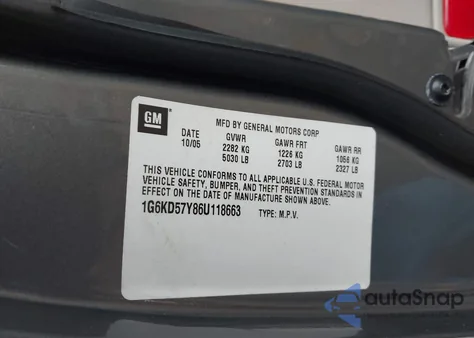 GM
MFD BY GENERAL MOTORS CORP
DATE GVWR GAWR FRT GAWR RR
10/05 2282 KG 1226 KG 1056 KG
5030 LB 2703 LB 2327 LB
THIS VEHICLE CONFORMS TO ALL APPLICABLE U.S. FEDERAL MOTOR
VEHICLE SAFETY, BUMPER, AND THEFT PREVENTION STANDARDS IN
EFFECT ON THE DATE OF MANUFACTURE SHOWN ABOVE.
1G6KD57Y86U118663 TYPE: M.P.V.
autaSnap